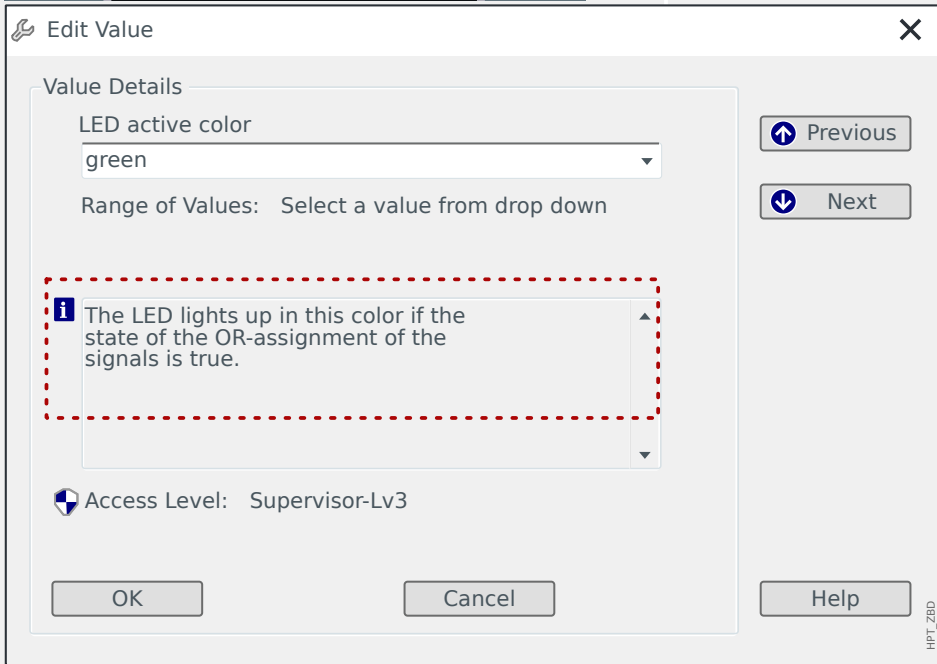 Edit Value
Value Details
LED active color
green
Previous
Range of Values: Select a value from drop down
Next
i
The LED lights up in this color if the
state of the OR-assignment of the
signals is true.
Access Level: Supervisor-Lv3
OK
Cancel
Help
HPT_ZBD